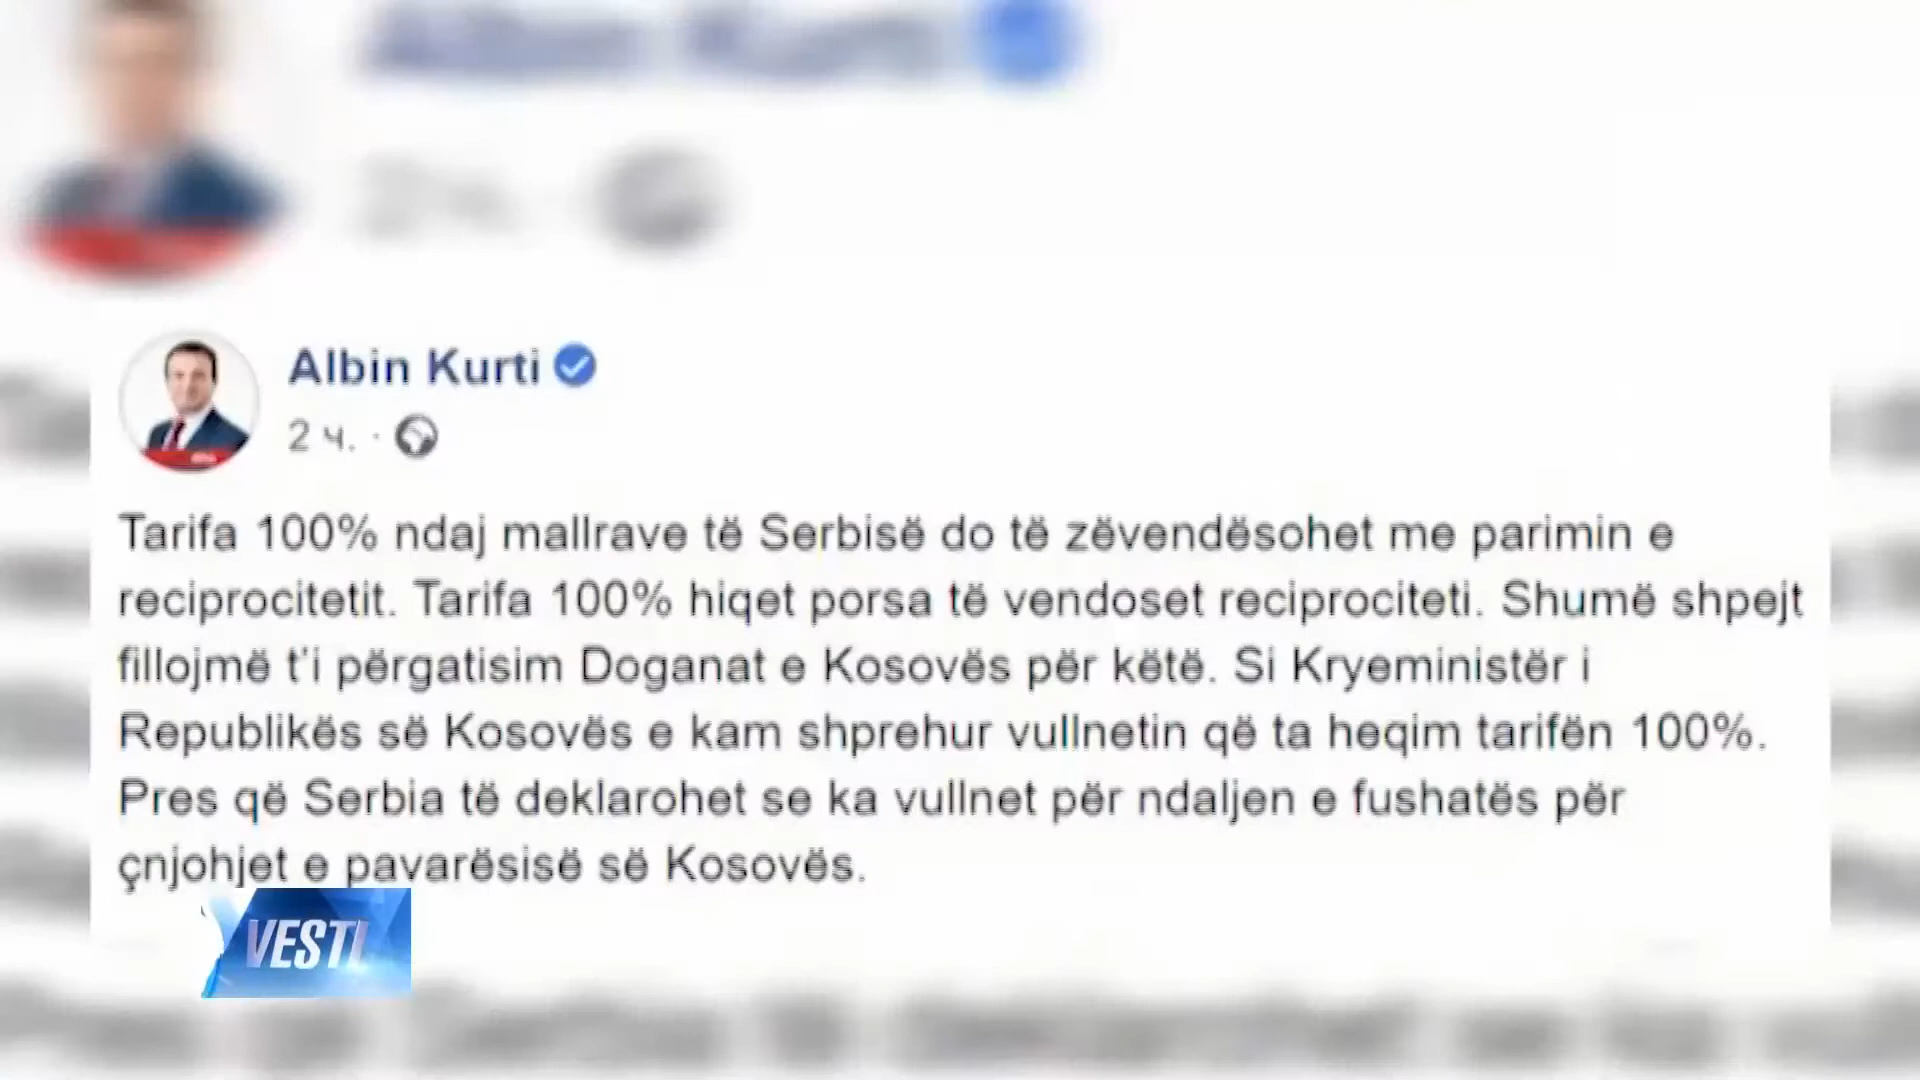 Albin Kurti
2 ч.
Tarifa 100% ndaj mallrave të Serbisë do të zëvendësohet me parimin e
reciprocitetit. Tarifa 100% hiqet porsa të vendoset reciprociteti. Shumë shpejt
fillojmë t'i përgatisim Doganat e Kosovës për këtë. Si Kryeministër i
Republikës së Kosovës e kam shprehur vullnetin që ta heqim tarifën 100%.
Pres që Serbia të deklarohet se ka vullnet për ndaljen e fushatës për
çnjohjet e pavarësisë së Kosovës.
VESTI